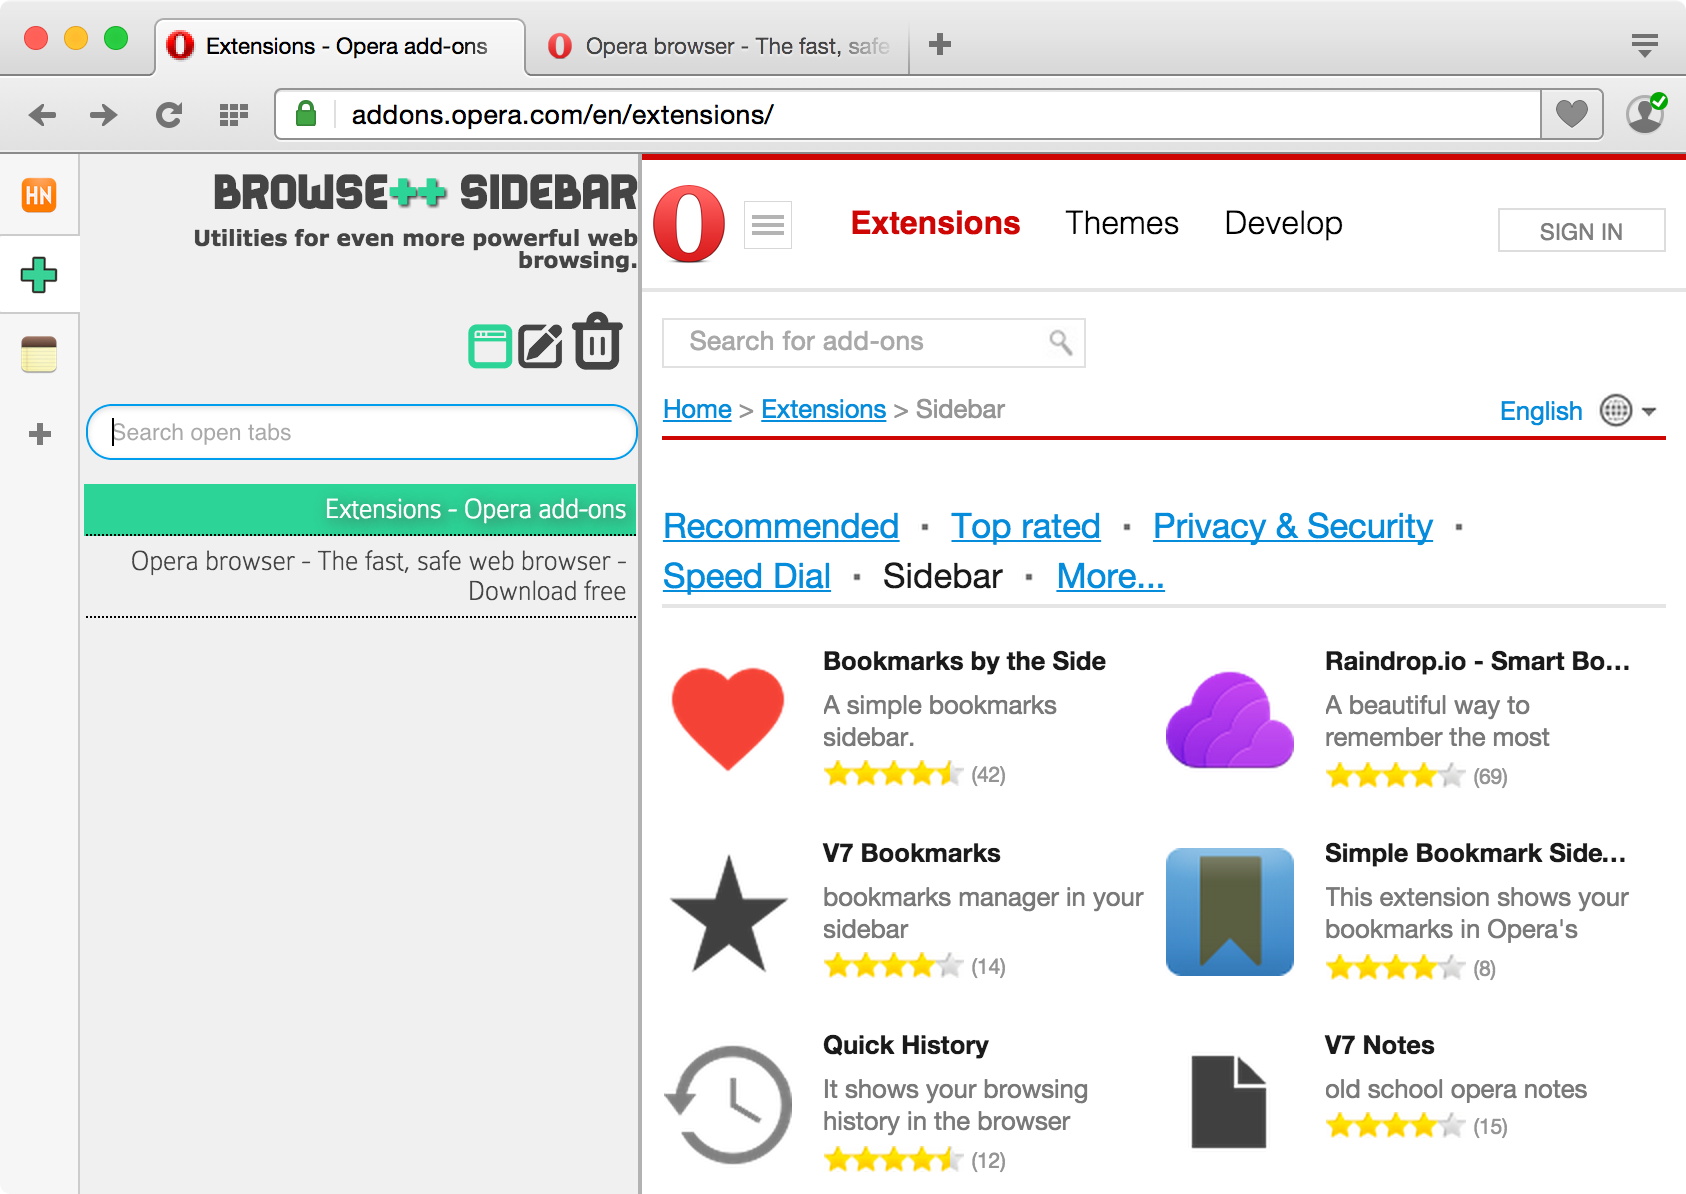 Extensions - Opera add-ons
Opera browser - The fast, safe
addons.opera.com/en/extensions/
HN
BROWSE++ SIDEBAR
Utilities for even more powerful web
browsing.
Search open tabs
Extensions - Opera add-ons
Opera browser - The fast, safe web browser -
Download free
Extensions Themes Develop
SIGN IN
Search for add-ons
Home > Extensions > Sidebar
English
Recommended · Top rated · Privacy & Security ·
Speed Dial · Sidebar · More...
Bookmarks by the Side
A simple bookmarks
sidebar.
(42)
Raindrop.io - Smart Bo...
A beautiful way to
remember the most
(69)
V7 Bookmarks
bookmarks manager in your
sidebar
(14)
Simple Bookmark Side...
This extension shows your
bookmarks in Opera's
(8)
Quick History
It shows your browsing
history in the browser
(12)
V7 Notes
old school opera notes
(15)